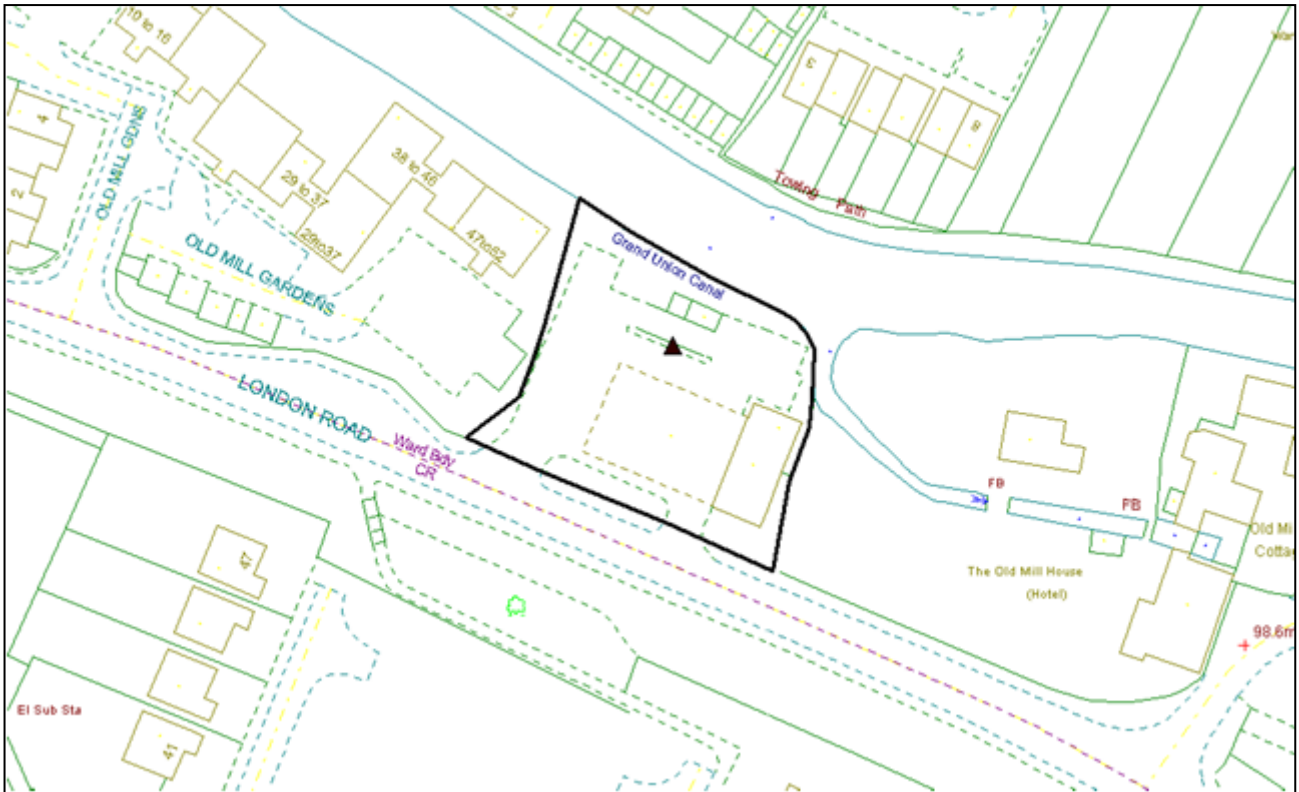 10 to 16
3
8
4
2
OLD MILL GDNS
38 to 46
29 to 37
29to37
47to52
Towing Path
Grand Union Canal
OLD MILL GARDENS
LONDON ROAD
Ward Bdy
CR
FB
FB
The Old Mill House
(Hotel)
Old Mi
Cotta
98.6m
47
41
El Sub Sta